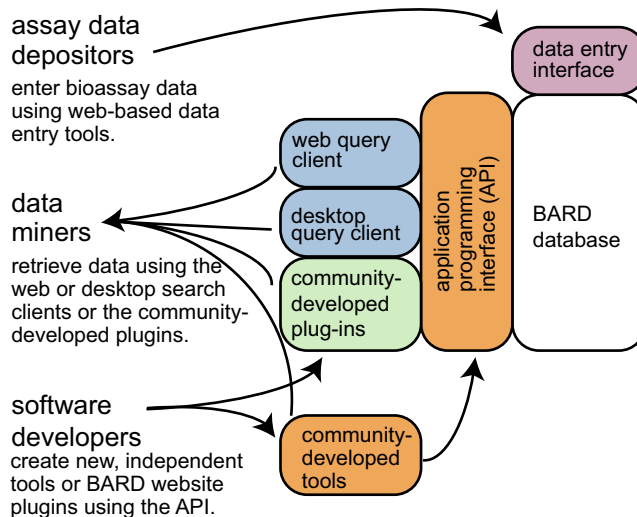 assay data
depositors
enter bioassay data
using web-based data
entry tools.
data entry
interface
web query
client
desktop
query client
community-
developed
plug-ins
application
programming
interface (API)
BARD
database
data
miners
retrieve data using the
web or desktop search
clients or the community-
developed plugins.
software
developers
create new, independent
tools or BARD website
plugins using the API.
community-
developed
tools